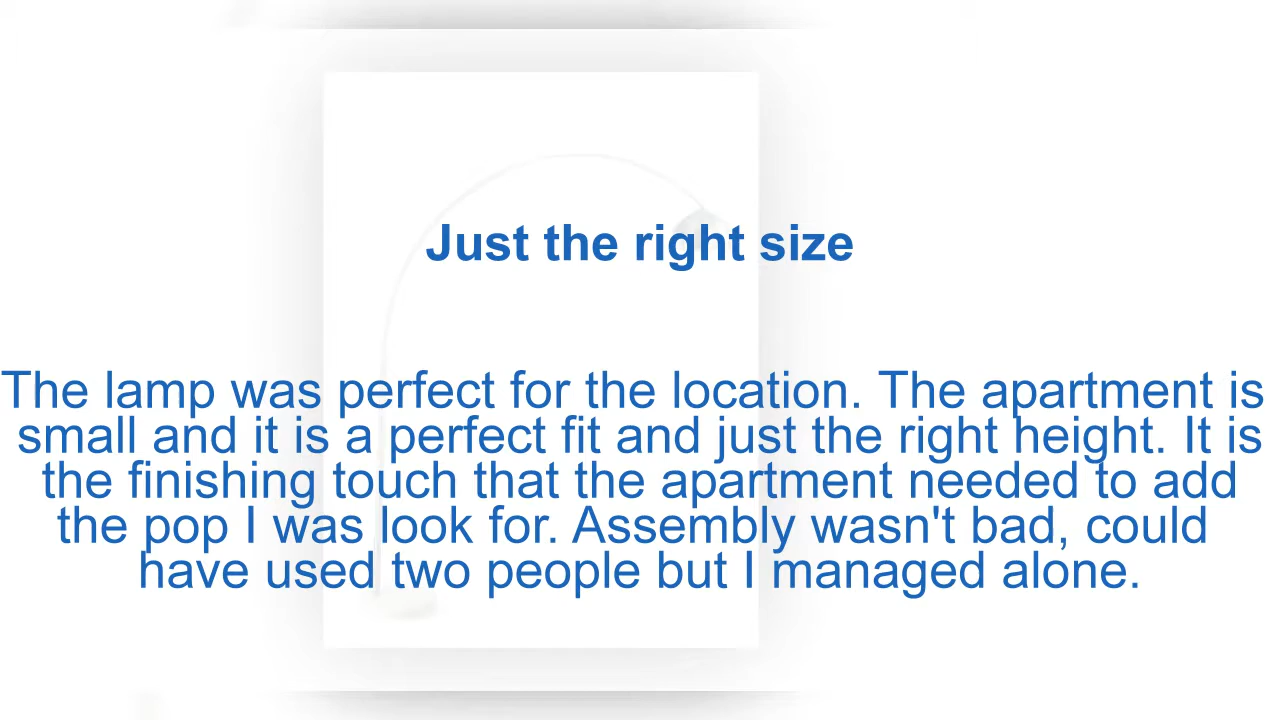 Just the right size
The lamp was perfect for the location. The apartment is
small and it is a perfect fit and just the right height. It is
the finishing touch that the apartment needed to add
the pop I was look for. Assembly wasn't bad, could
have used two people but I managed alone.